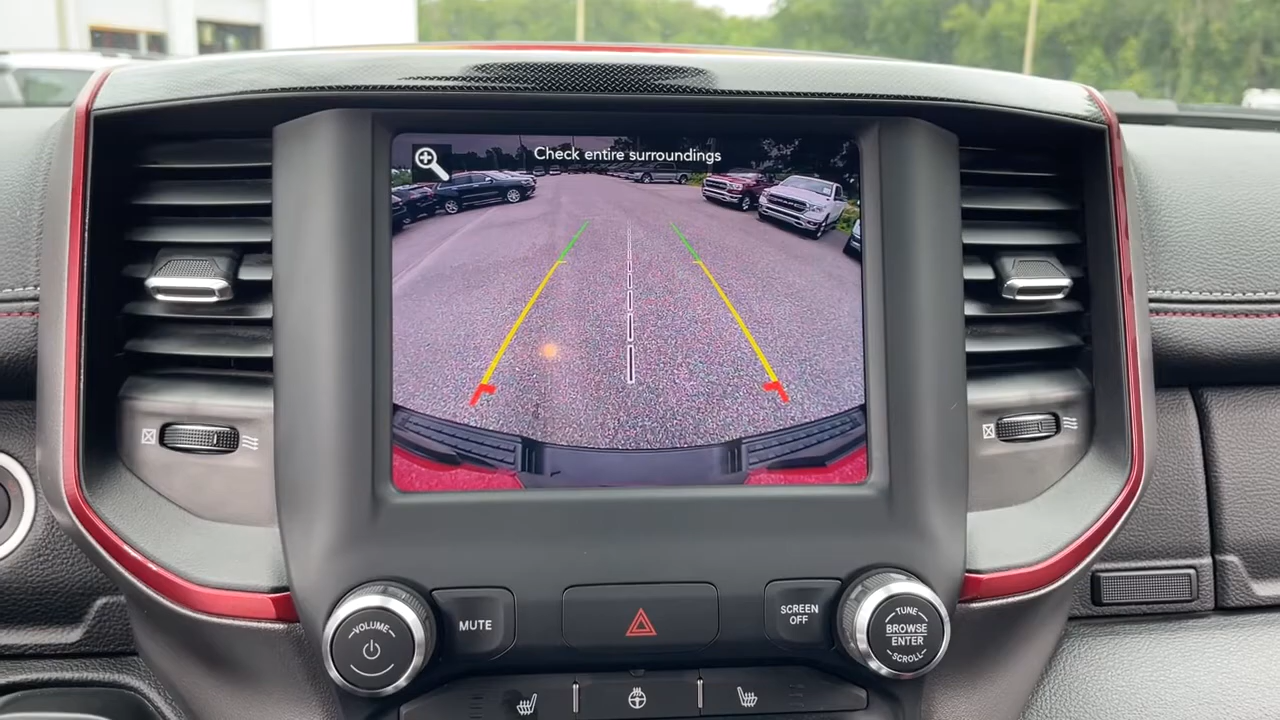 Check entire surroundings
VOLUME
MUTE
SCREEN
OFF
TUNE
BROWSE
ENTER
SCROLL